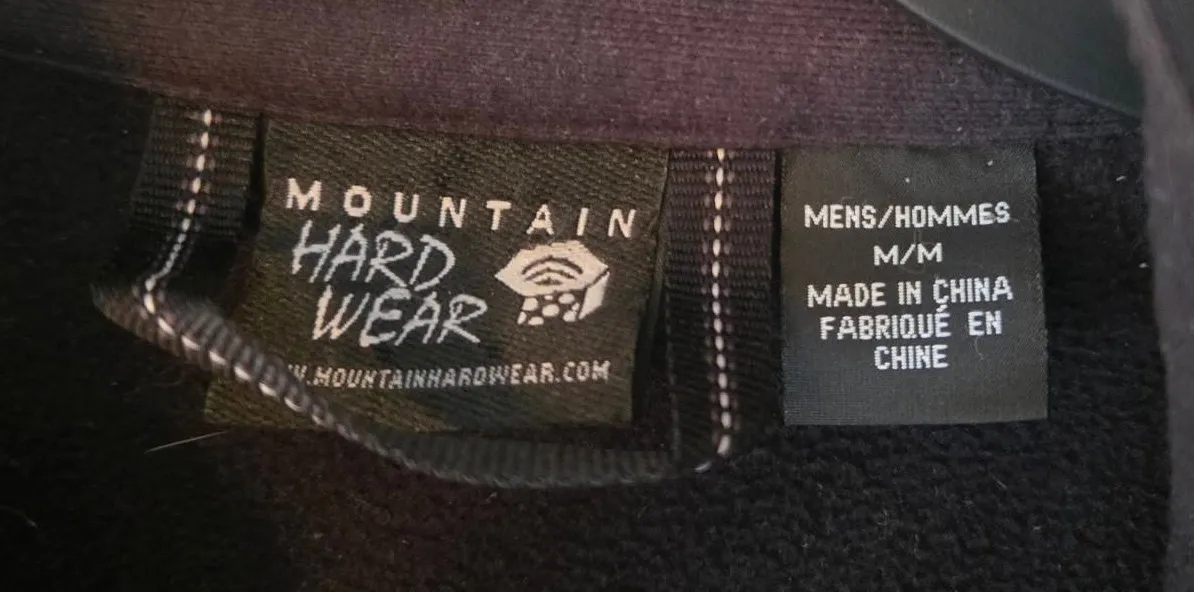 MOUNTAIN
HARD
WEAR
.MOUNTAINHARDWEAR.COM
MENS/HOMMES
M/M
MADE IN CHINA
FABRIQUÉ EN
CHINE